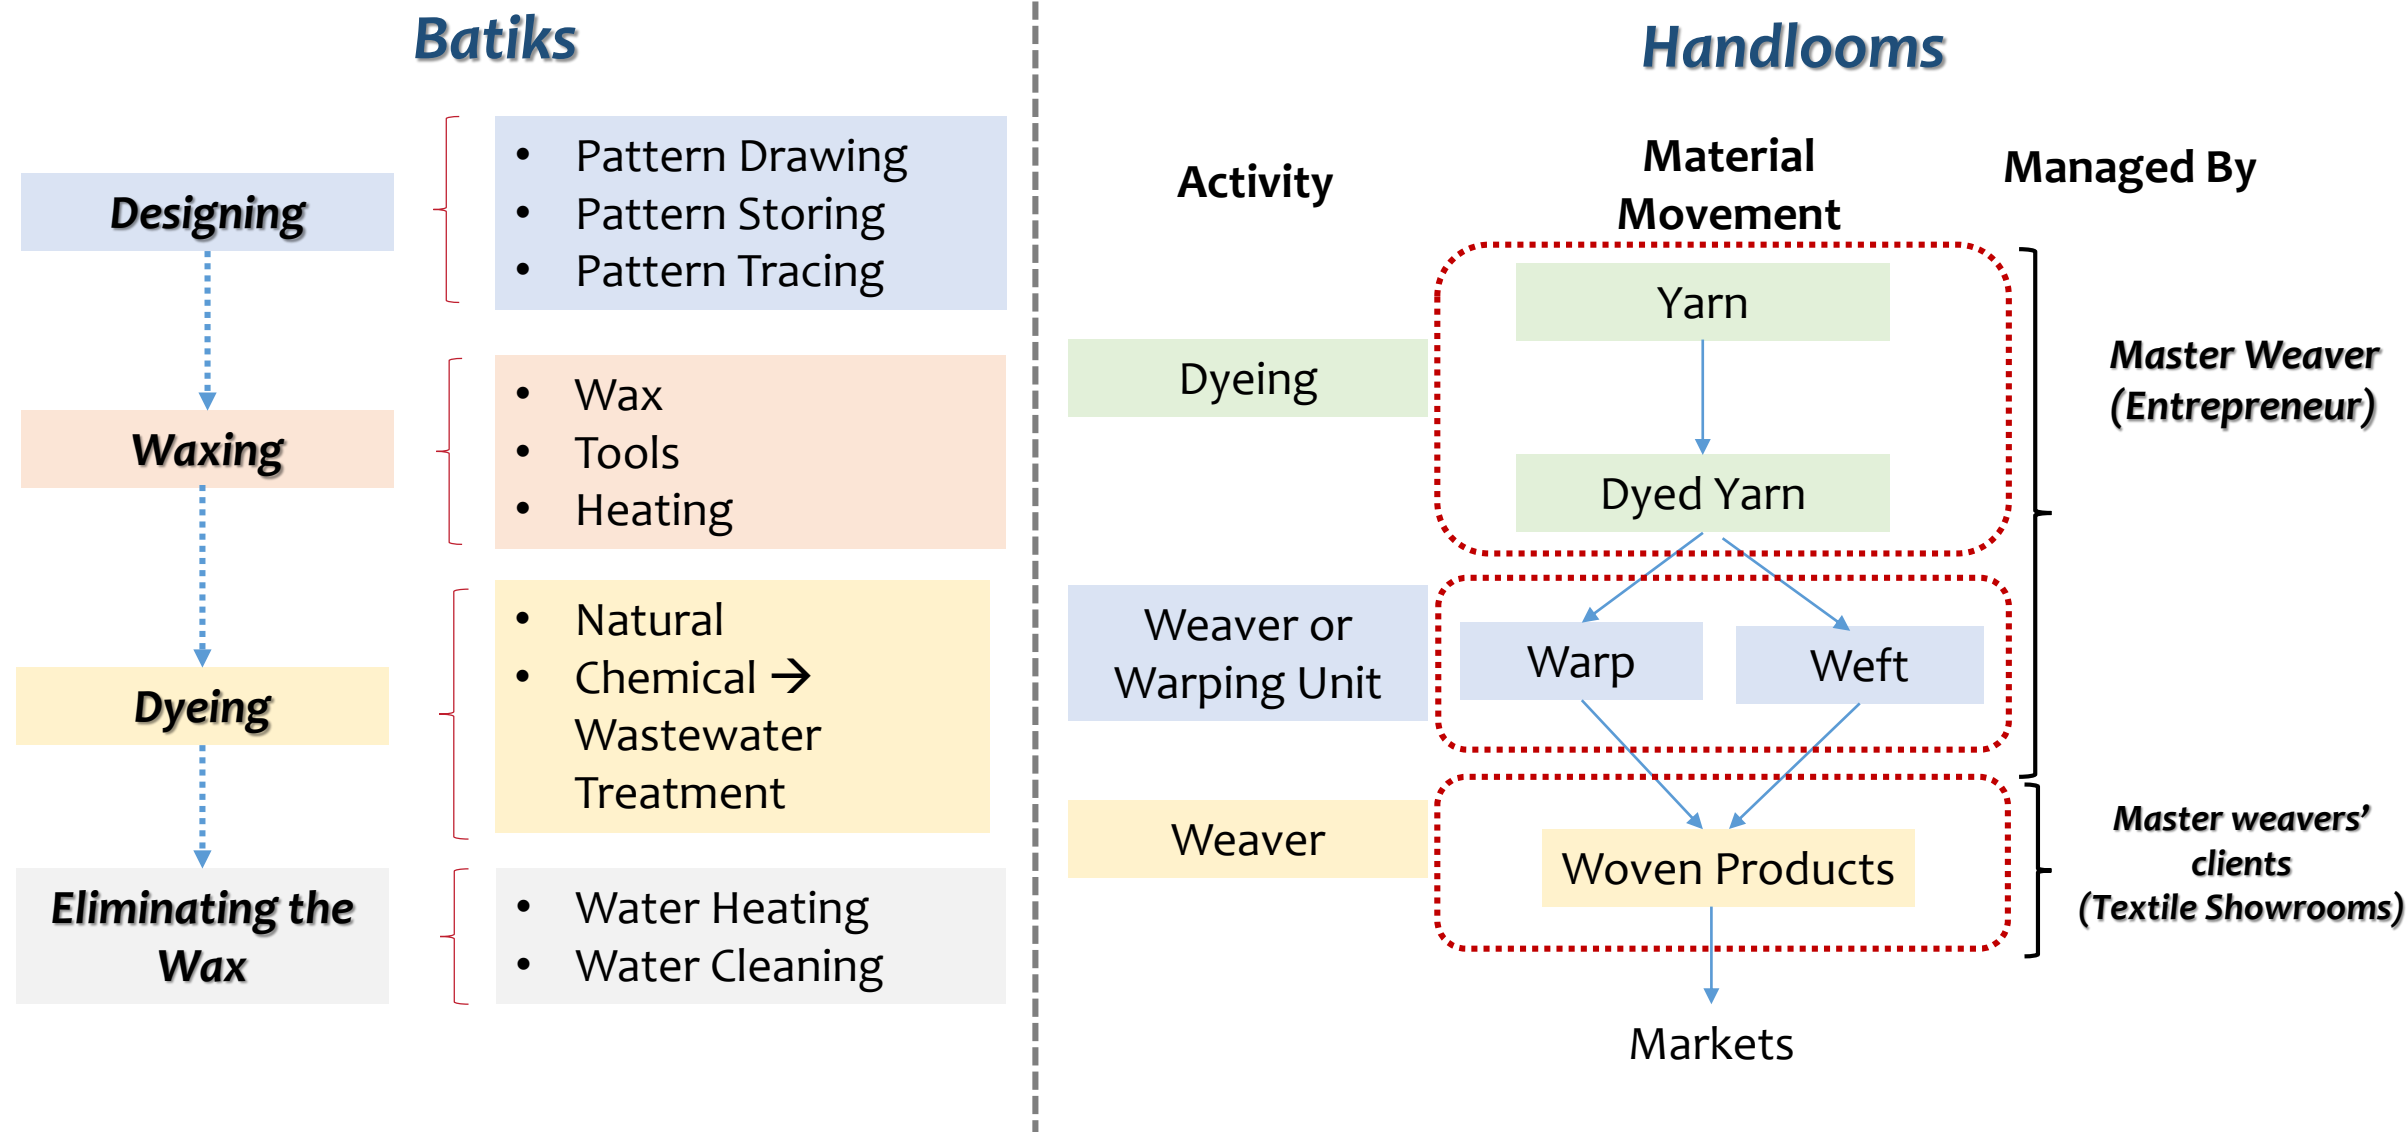 Batiks
Designing
• Pattern Drawing
• Pattern Storing
• Pattern Tracing
Waxing
• Wax
• Tools
• Heating
Dyeing
• Natural
• Chemical →
Wastewater
Treatment
Eliminating the
Wax
• Water Heating
• Water Cleaning
Handlooms
Activity
Material
Movement
Managed By
Dyeing
Yarn
Dyed Yarn
Master Weaver
(Entrepreneur)
Weaver or
Warping Unit
Warp
Weft
Weaver
Woven Products
Master weavers’
clients
(Textile Showrooms)
Markets